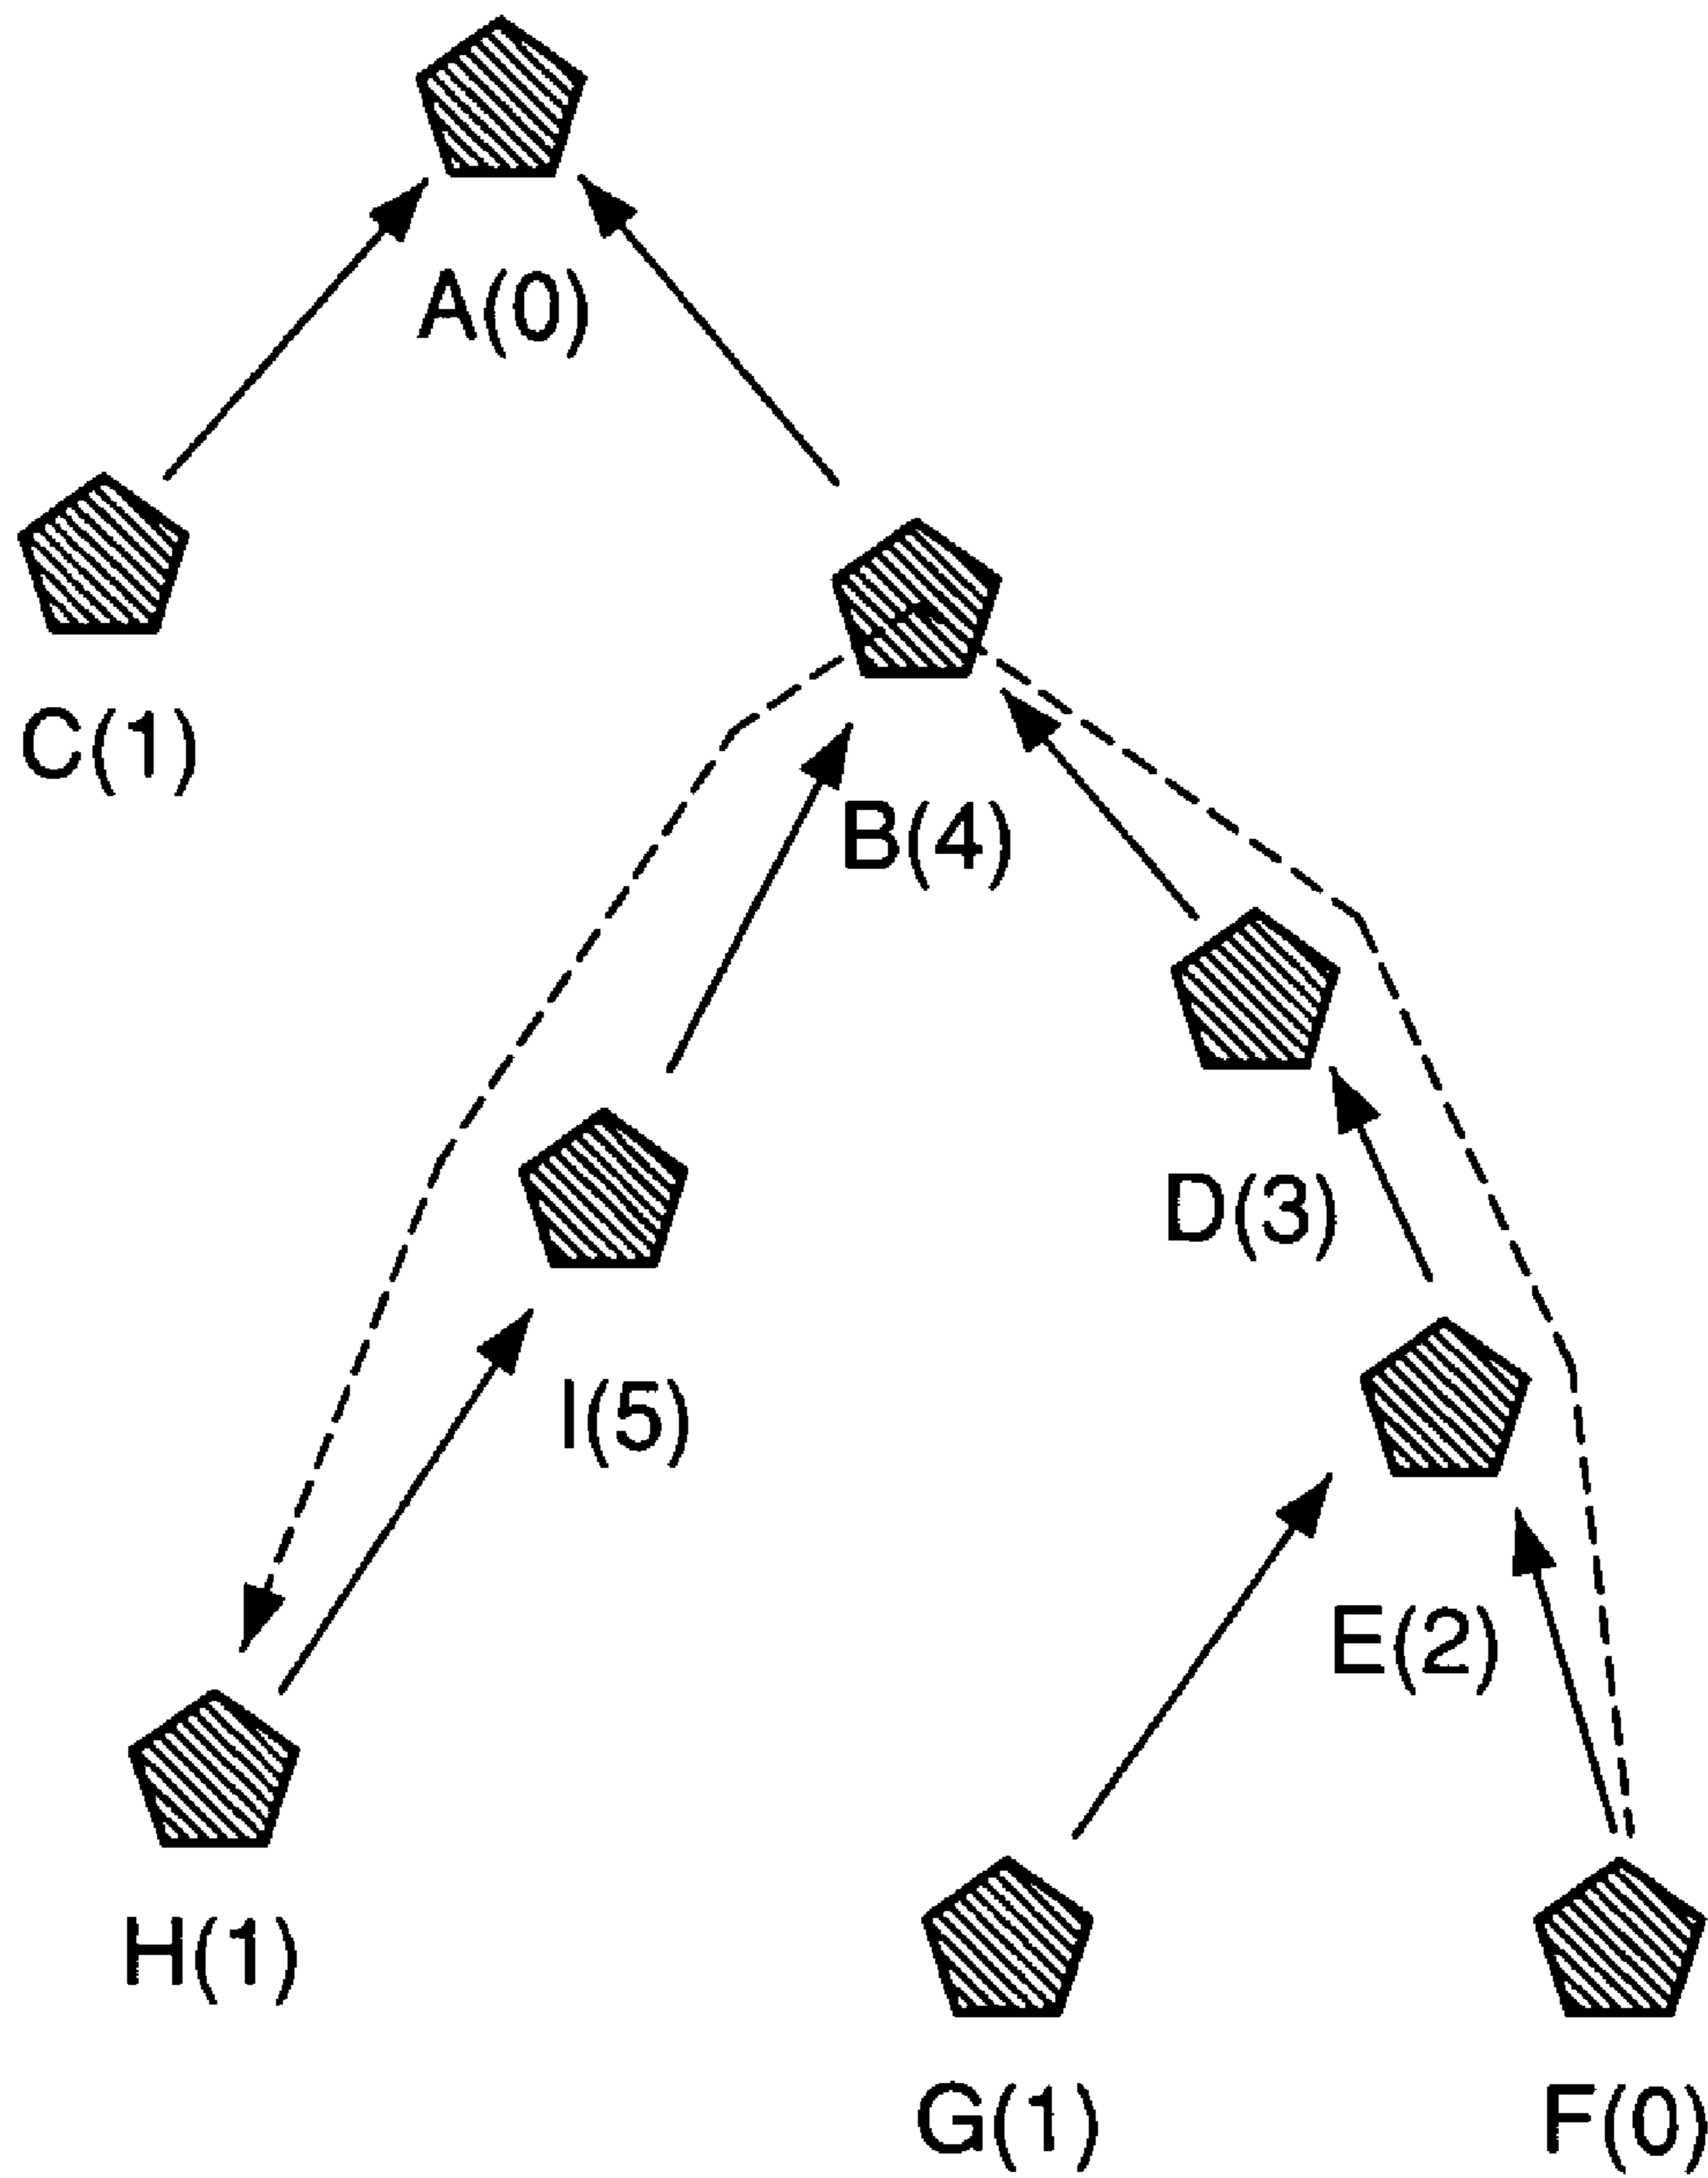 A(0)
C(1)
B(4)
D(3)
I(5)
E(2)
H(1)
G(1)
F(0)